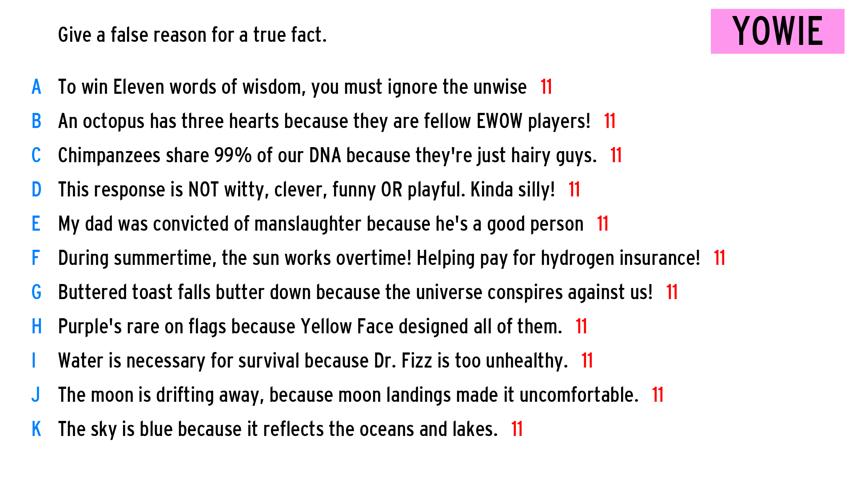 Give a false reason for a true fact.
YOWIE
A To win Eleven words of wisdom, you must ignore the unwise 11
B An octopus has three hearts because they are fellow EWOW players! 11
C Chimpanzees share 99% of our DNA because they're just hairy guys. 11
D This response is NOT witty, clever, funny OR playful. Kinda silly! 11
E My dad was convicted of manslaughter because he's a good person 11
F During summertime, the sun works overtime! Helping pay for hydrogen insurance! 11
G Buttered toast falls butter down because the universe conspires against us! 11
H Purple's rare on flags because Yellow Face designed all of them. 11
I Water is necessary for survival because Dr. Fizz is too unhealthy. 11
J The moon is drifting away, because moon landings made it uncomfortable. 11
K The sky is blue because it reflects the oceans and lakes. 11